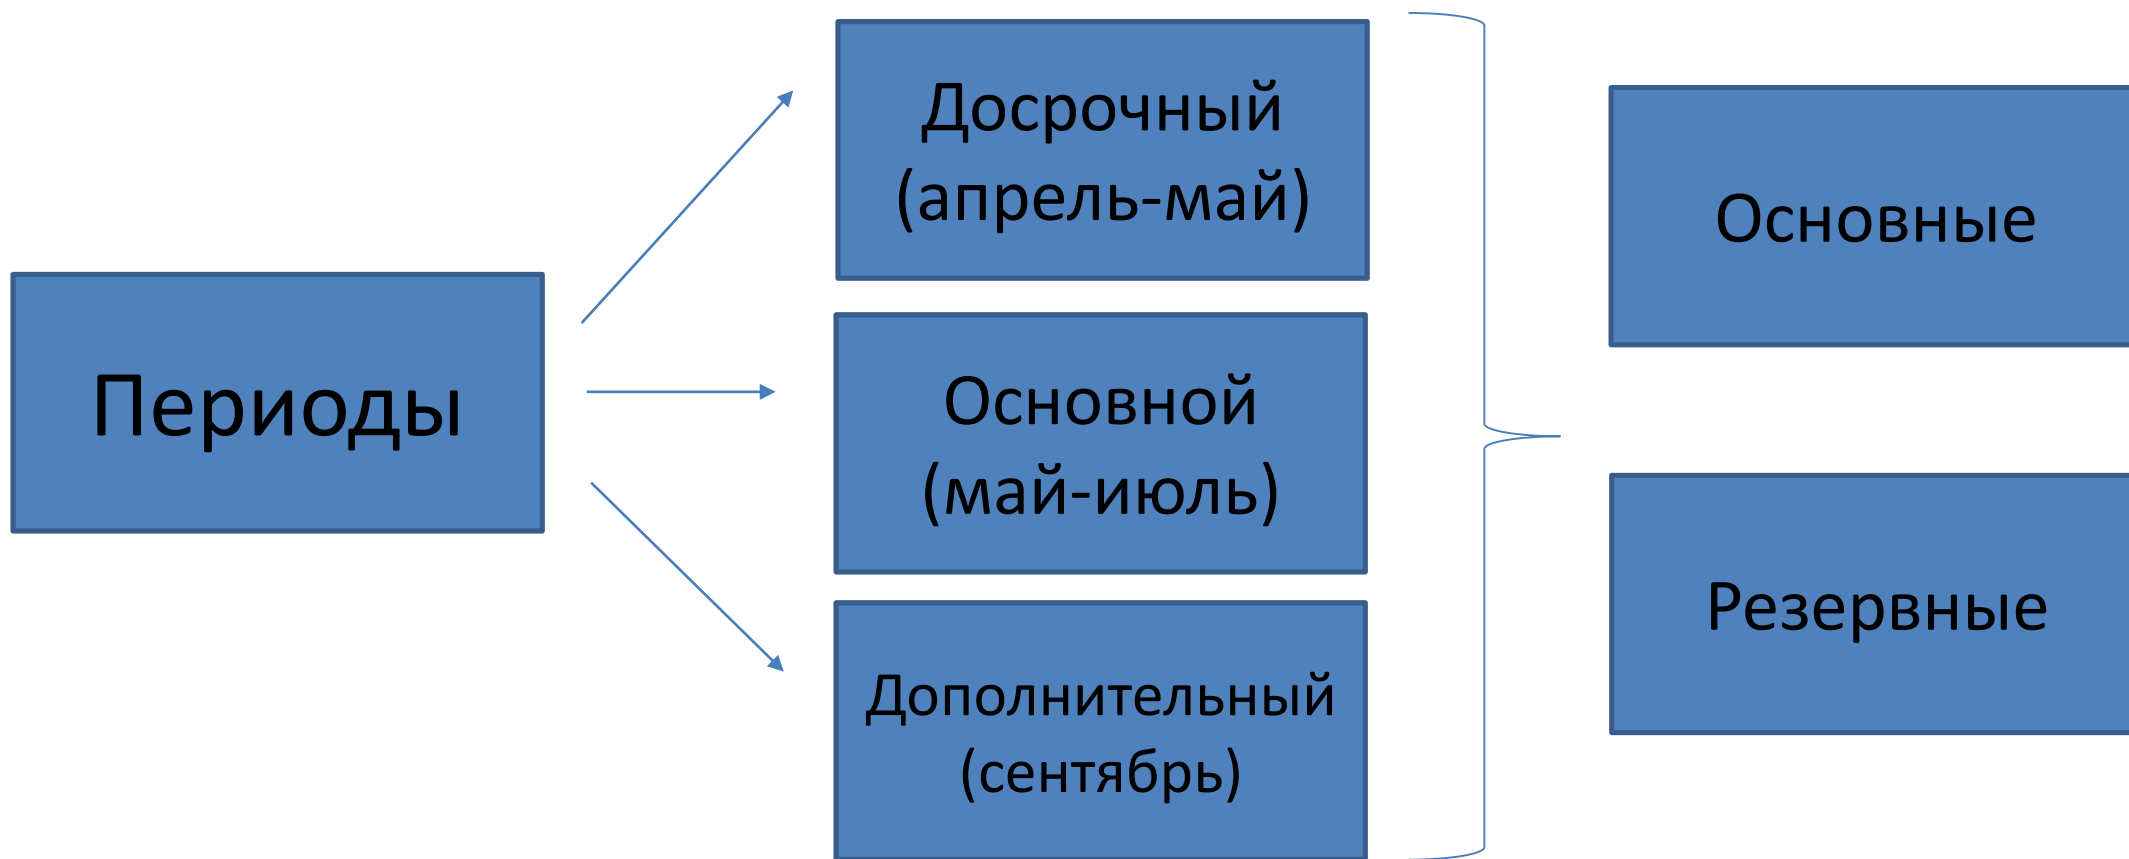 Периоды
Досрочный
(апрель-май)
Основной
(май-июль)
Дополнительный
(сентябрь)
Основные
Резервные